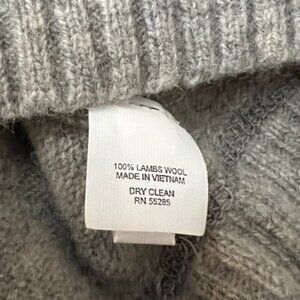 100% LAMBS WOOL
MADE IN VIETNAM
DRY CLEAN
RN 55285